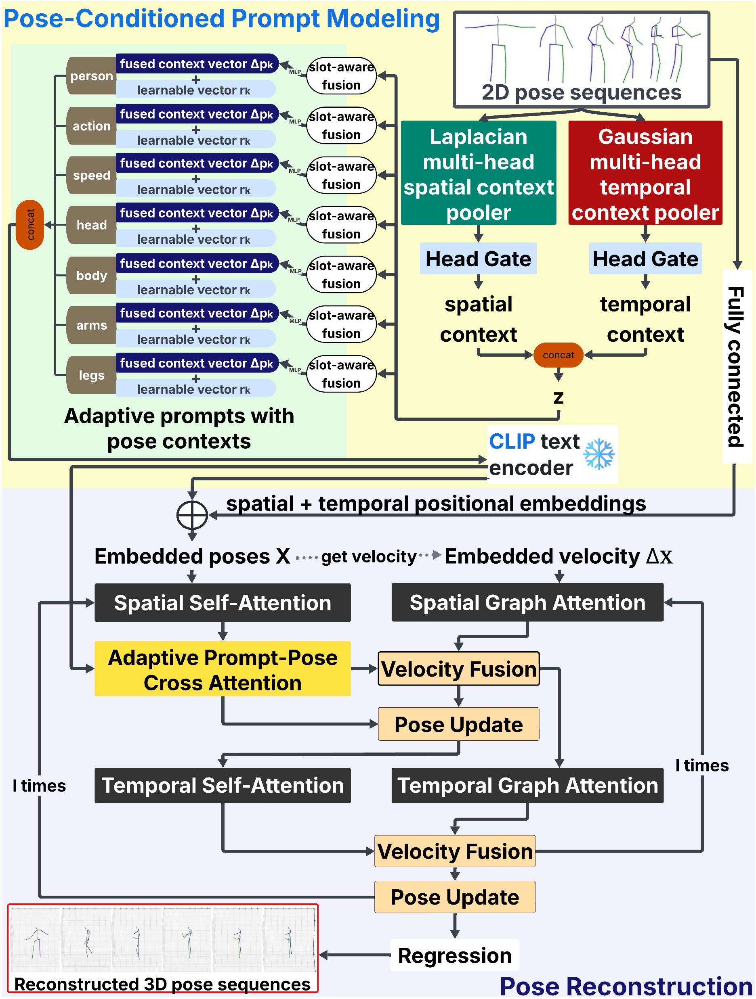 Pose-Conditioned Prompt Modeling
2D pose sequences
person
fused context vector Δpk
+
learnable vector rk
MLP
slot-aware
fusion
action
fused context vector Δpk
+
learnable vector rk
MLP
slot-aware
fusion
speed
fused context vector Δpk
+
learnable vector rk
MLP
slot-aware
fusion
head
fused context vector Δpk
+
learnable vector rk
MLP
slot-aware
fusion
body
fused context vector Δpk
+
learnable vector rk
MLP
slot-aware
fusion
arms
fused context vector Δpk
+
learnable vector rk
MLP
slot-aware
fusion
legs
fused context vector Δpk
+
learnable vector rk
MLP
slot-aware
fusion
concat
Adaptive prompts with
pose contexts
Laplacian
multi-head
spatial context
pooler
Gaussian
multi-head
temporal
context pooler
Head Gate
Head Gate
spatial
context
temporal
context
concat
z
Fully connected
CLIP text
encoder
spatial + temporal positional embeddings
Embedded poses X
get velocity
Embedded velocity ΔX
Spatial Self-Attention
Spatial Graph Attention
Adaptive Prompt-Pose
Cross Attention
Velocity Fusion
Pose Update
Temporal Self-Attention
Temporal Graph Attention
l times
l times
Velocity Fusion
Pose Update
Regression
Reconstructed 3D pose sequences
Pose Reconstruction